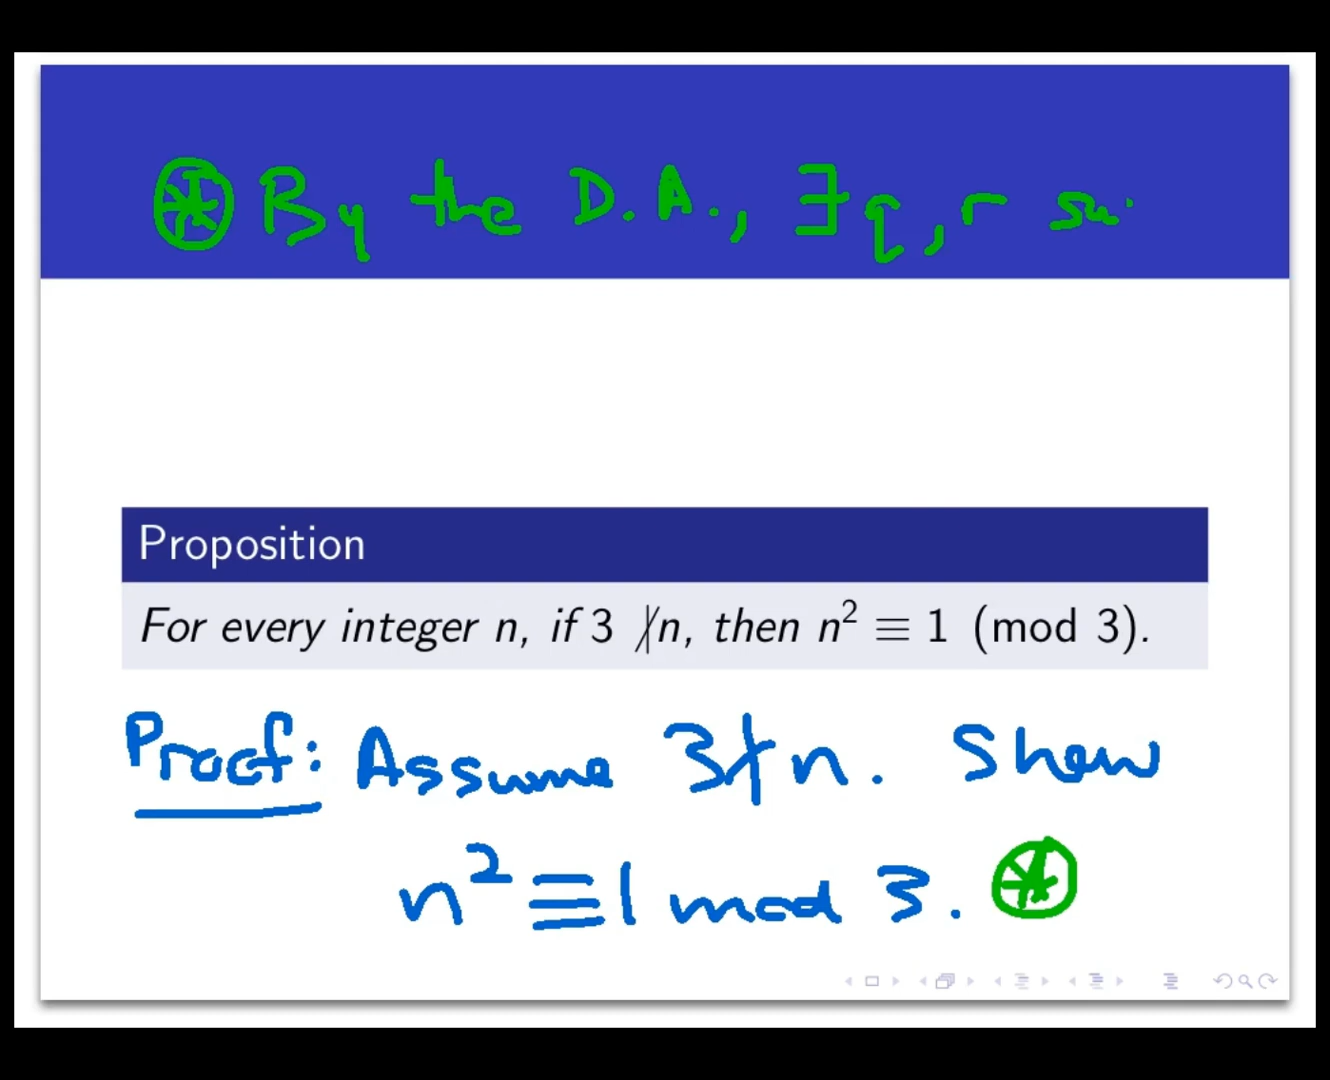 ⊛ By the D.A., ∃ q, r su
Proposition
For every integer n, if 3 ∤ n, then n² ≡ 1 (mod 3).
Proof: Assume 3 ∤ n. Show
n² ≡ 1 mod 3. ⊛